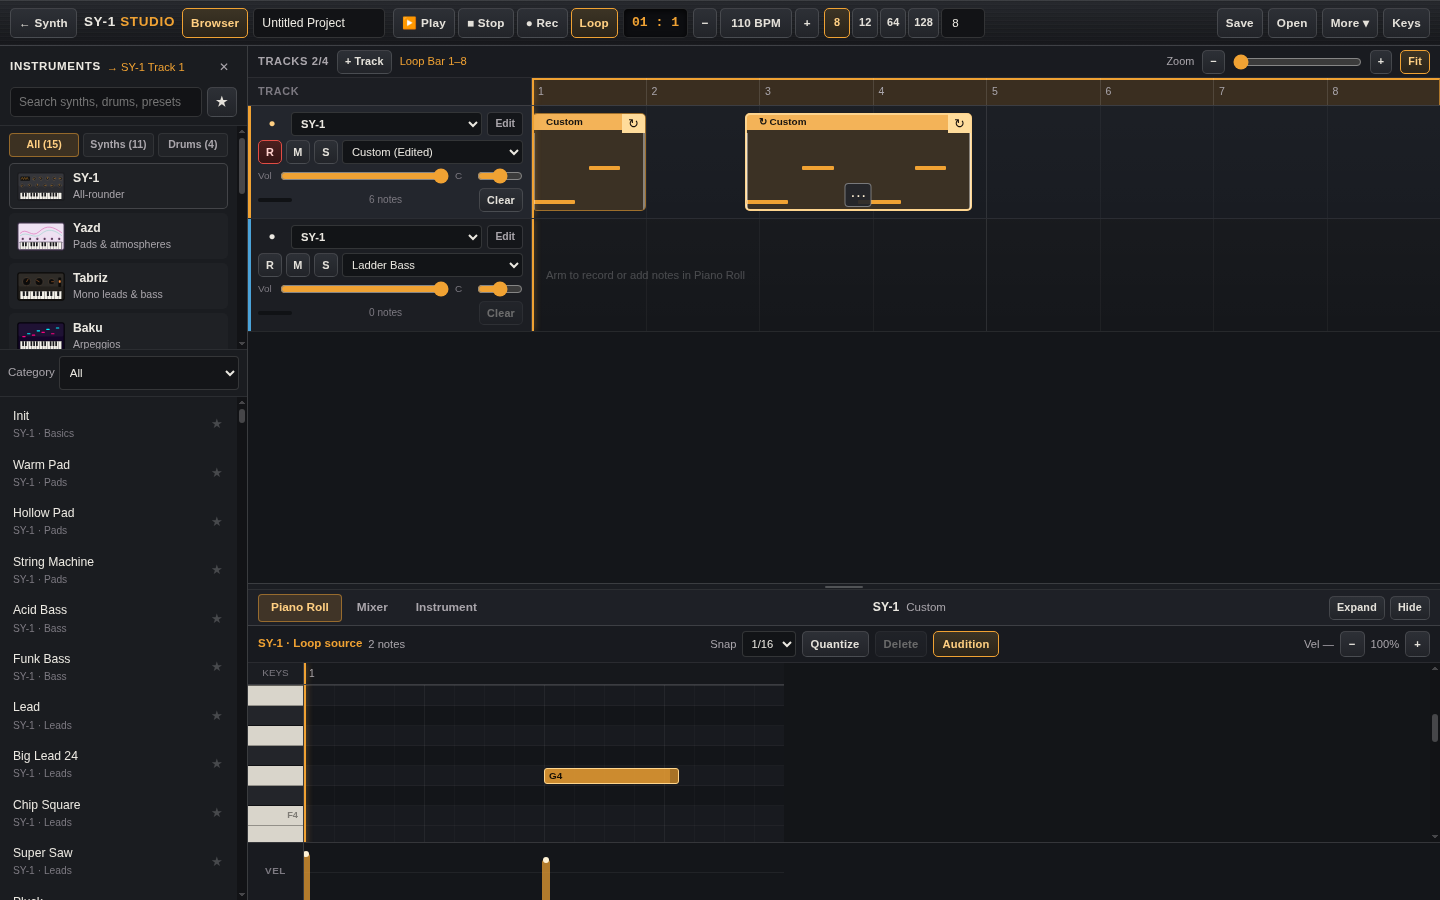 ← Synth
SY-1 STUDIO
Browser
Untitled Project
▶ Play
■ Stop
● Rec
Loop
01 : 1
−
110 BPM
+
8
12
64
128
8
Save
Open
More ▾
Keys
INSTRUMENTS → SY-1 Track 1
×
Search synths, drums, presets
★
All (15)
Synths (11)
Drums (4)
SY-1
All-rounder
Yazd
Pads & atmospheres
Tabriz
Mono leads & bass
Baku
Arpeggios
Category
All
Init
SY-1 · Basics
Warm Pad
SY-1 · Pads
Hollow Pad
SY-1 · Pads
String Machine
SY-1 · Pads
Acid Bass
SY-1 · Bass
Funk Bass
SY-1 · Bass
Lead
SY-1 · Leads
Big Lead 24
SY-1 · Leads
Chip Square
SY-1 · Leads
Super Saw
SY-1 · Leads
TRACKS 2/4
+ Track
Loop Bar 1–8
Zoom
−
+
Fit
TRACK
1
2
3
4
5
6
7
8
SY-1
Edit
R
M
S
Custom (Edited)
Vol
C
6 notes
Clear
Custom
↻
↻ Custom
↻
...
SY-1
Edit
R
M
S
Ladder Bass
Vol
C
0 notes
Clear
Arm to record or add notes in Piano Roll
Piano Roll
Mixer
Instrument
SY-1 Custom
Expand
Hide
SY-1 · Loop source 2 notes
Snap
1/16
Quantize
Delete
Audition
Vel —
−
100%
+
KEYS
1
G4
F4
VEL